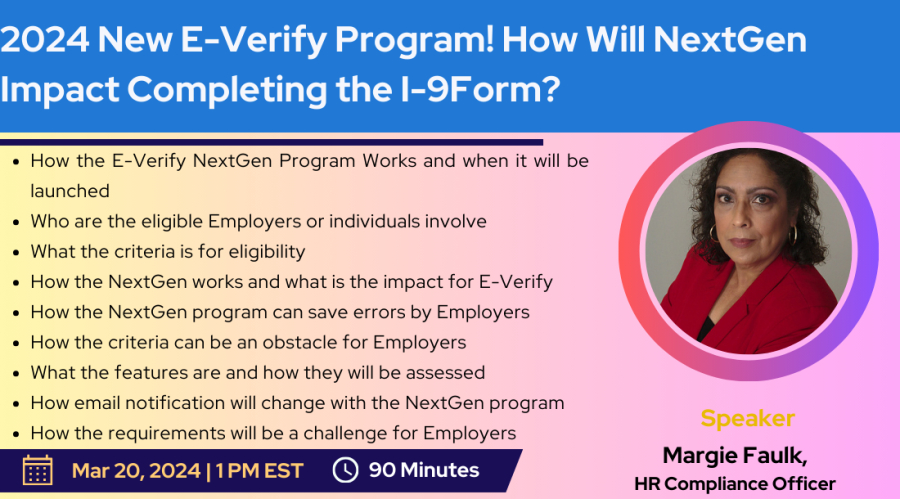 2024 New E-Verify Program! How Will NextGen
Impact Completing the I-9Form?
• How the E-Verify NextGen Program Works and when it will be
launched
• Who are the eligible Employers or individuals involve
• What the criteria is for eligibility
• How the NextGen works and what is the impact for E-Verify
• How the NextGen program can save errors by Employers
• How the criteria can be an obstacle for Employers
• What the features are and how they will be assessed
• How email notification will change with the NextGen program
• How the requirements will be a challenge for Employers
Mar 20, 2024 | 1 PM EST
90 Minutes
Speaker
Margie Faulk,
HR Compliance Officer